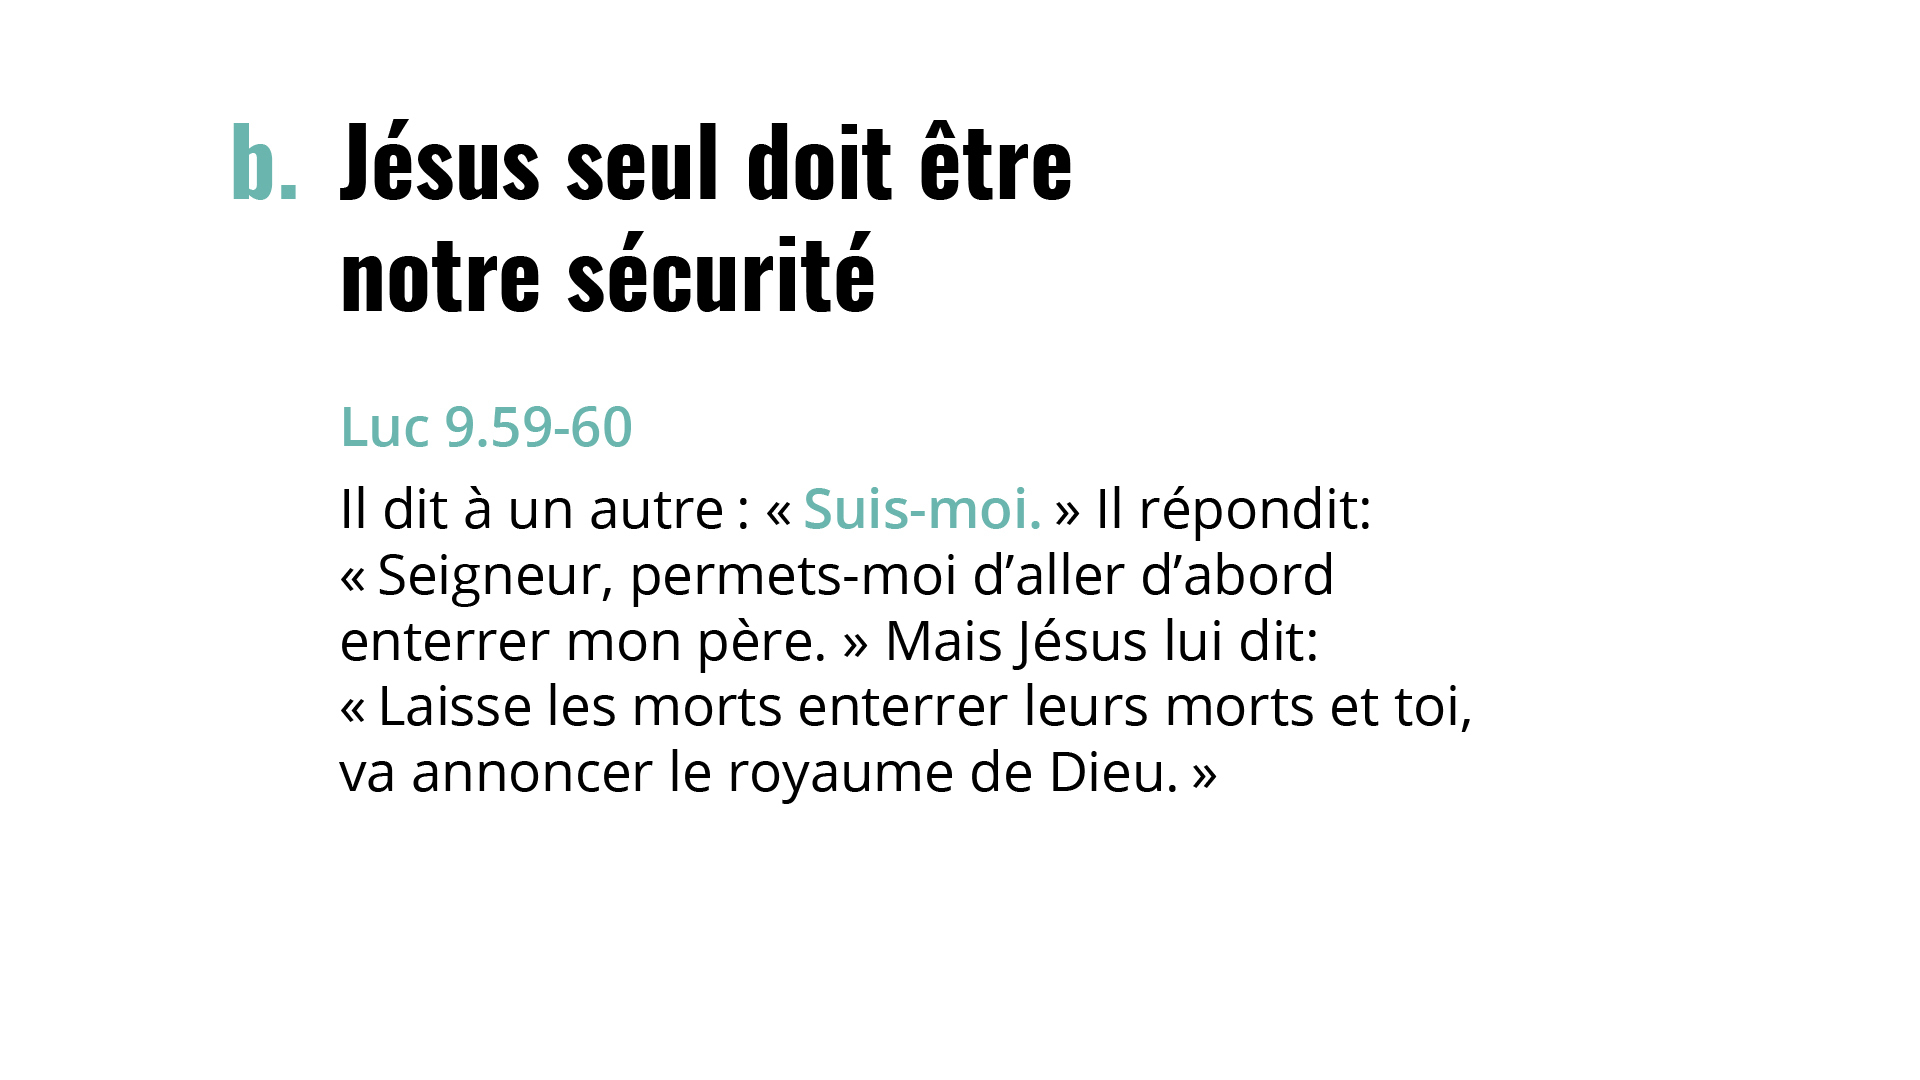 b. Jésus seul doit être
notre sécurité
Luc 9.59-60
Il dit à un autre : « Suis-moi. » Il répondit:
« Seigneur, permets-moi d’aller d’abord
enterrer mon père. » Mais Jésus lui dit:
« Laisse les morts enterrer leurs morts et toi,
va annoncer le royaume de Dieu. »